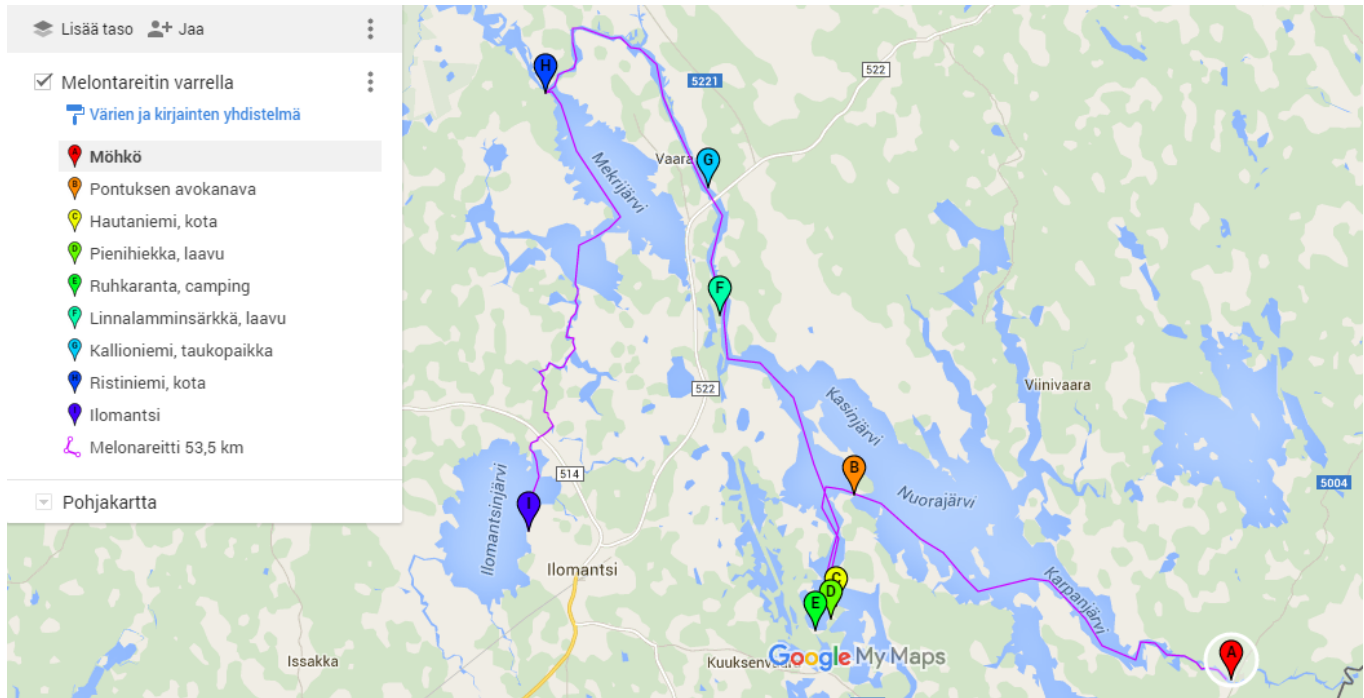 Lisää taso Jaa
Melontareitin varrella
Värien ja kirjainten yhdistelmä
A Möhkö
B Pontuksen avokanava
C Hautaniemi, kota
D Pienihiekka, laavu
E Ruhkaranta, camping
F Linnalamminsärkkä, laavu
G Kallioniemi, taukopaikka
H Ristiniemi, kota
I Ilomantsi
Melonareitti 53,5 km
Pohjakartta
H
522
5221
Vaara
G
Mekrijärvi
F
522
Viinivaara
Kasinjärvi
514
B
5004
Nuorajärvi
I
Ilomantsinjärvi
Ilomantsi
C
D
E
Karpanjärvi
A
Issakka
Kuuksenvaa
Google My Maps